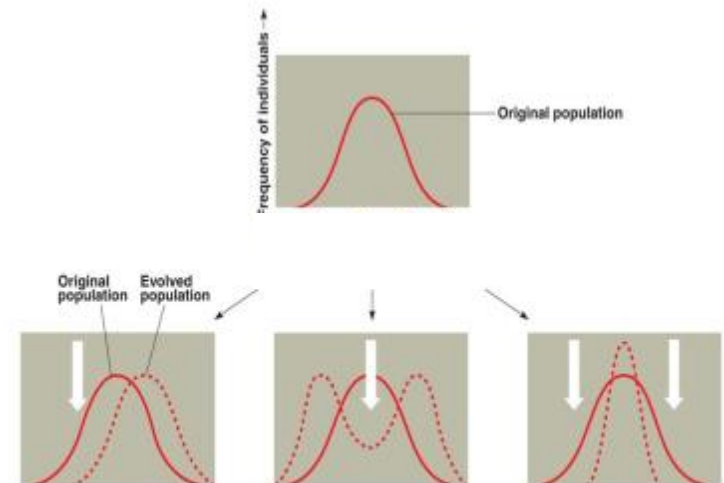 Frequency of individuals
Original population
Original
population
Evolved
population